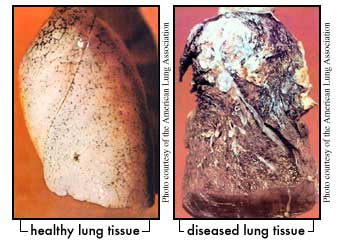 Photo courtesy of the American Lung Association
Photo courtesy of the American Lung Association
healthy lung tissue
diseased lung tissue